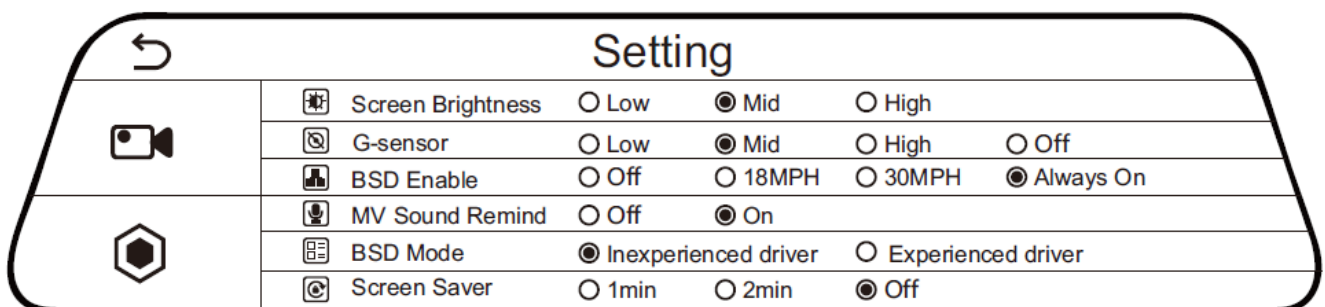 Setting
Screen Brightness Low Mid High
G-sensor Low Mid High Off
BSD Enable Off 18MPH 30MPH Always On
MV Sound Remind Off On
BSD Mode Inexperienced driver Experienced driver
Screen Saver 1min 2min Off